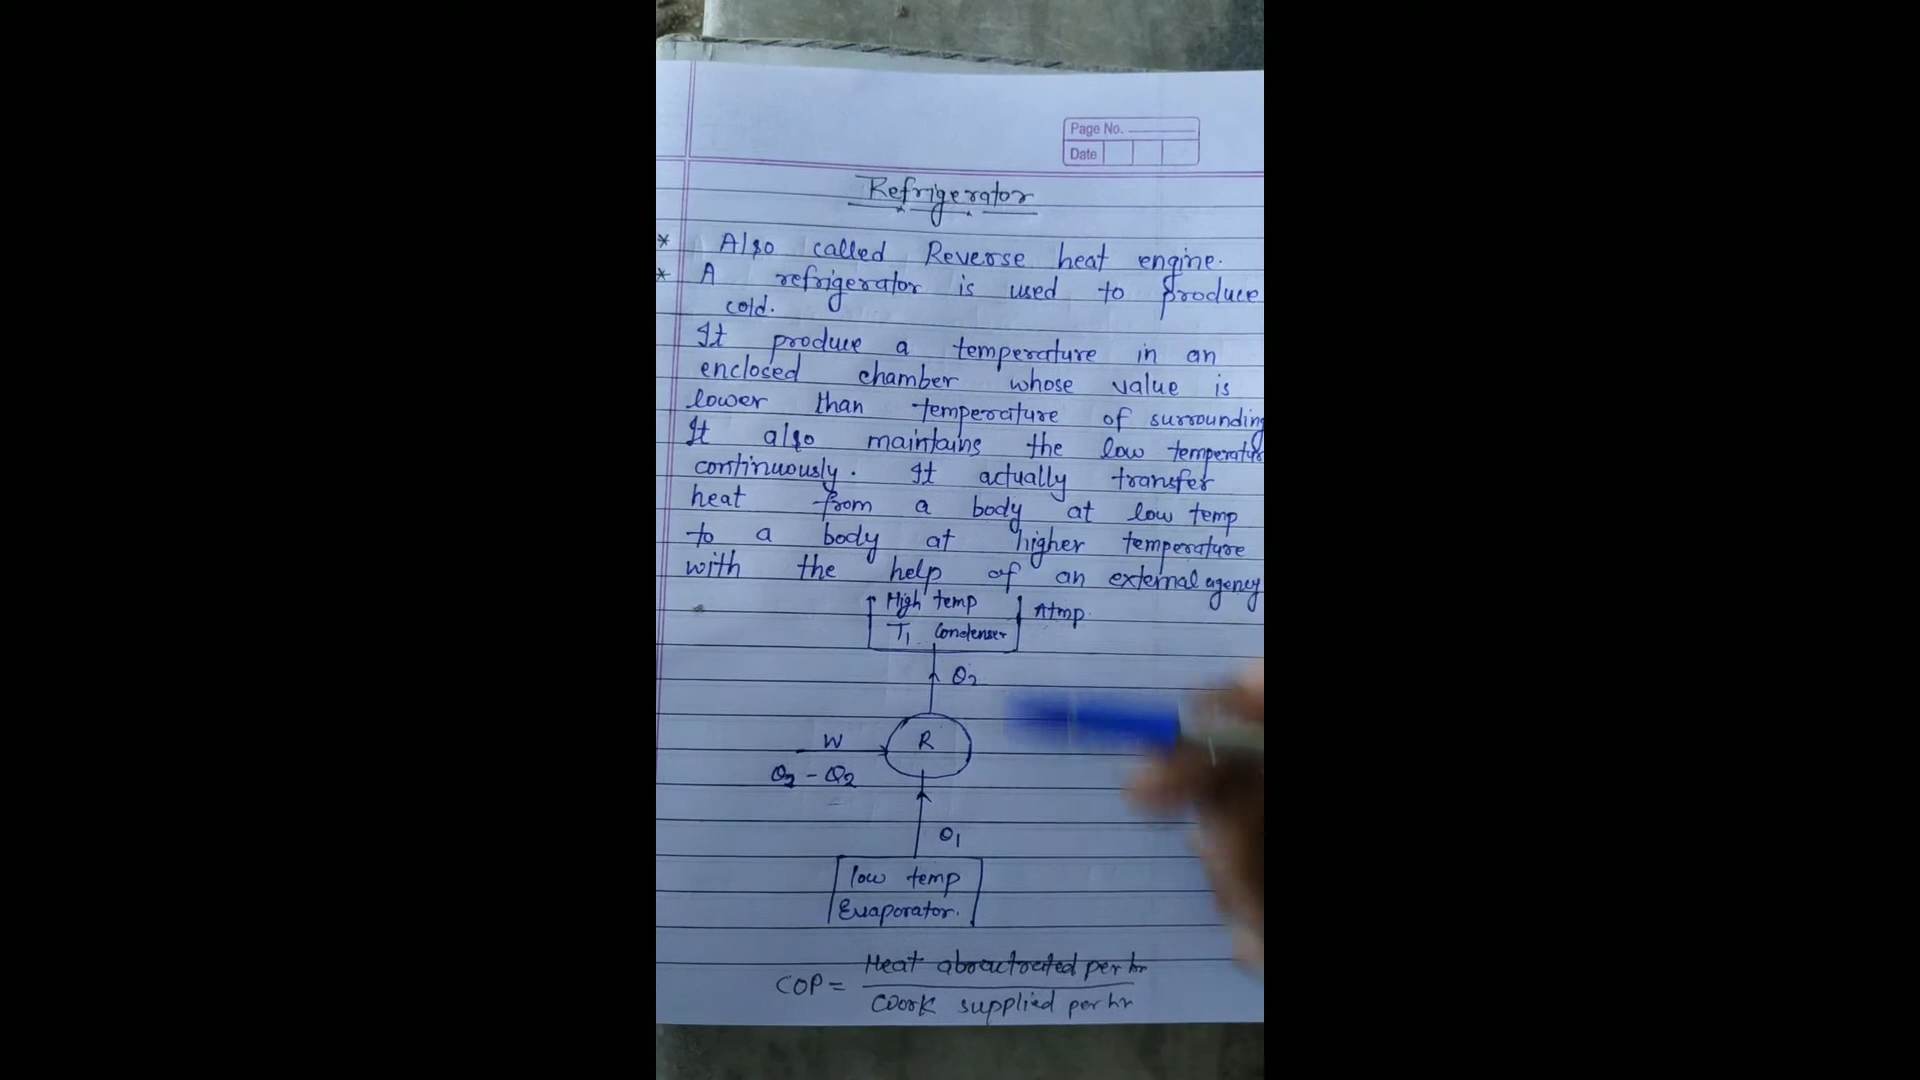 Page No.
Date
Refrigerator
* Also called Reverse heat engine.
* A refrigerator is used to produce
cold.
It produce a temperature in an
enclosed chamber whose value is
lower than temperature of surrounding
It also maintains the low temperatur
continuously. It actually transfer
heat from a body at low temp
to a body at higher temperature
with the help of an external agency
High temp
T1 Condenser
Atmp.
Q2
W
R
Q2 - Q2
Q1
low temp
Evaporator.
COP = Heat per hr
supplied per hr